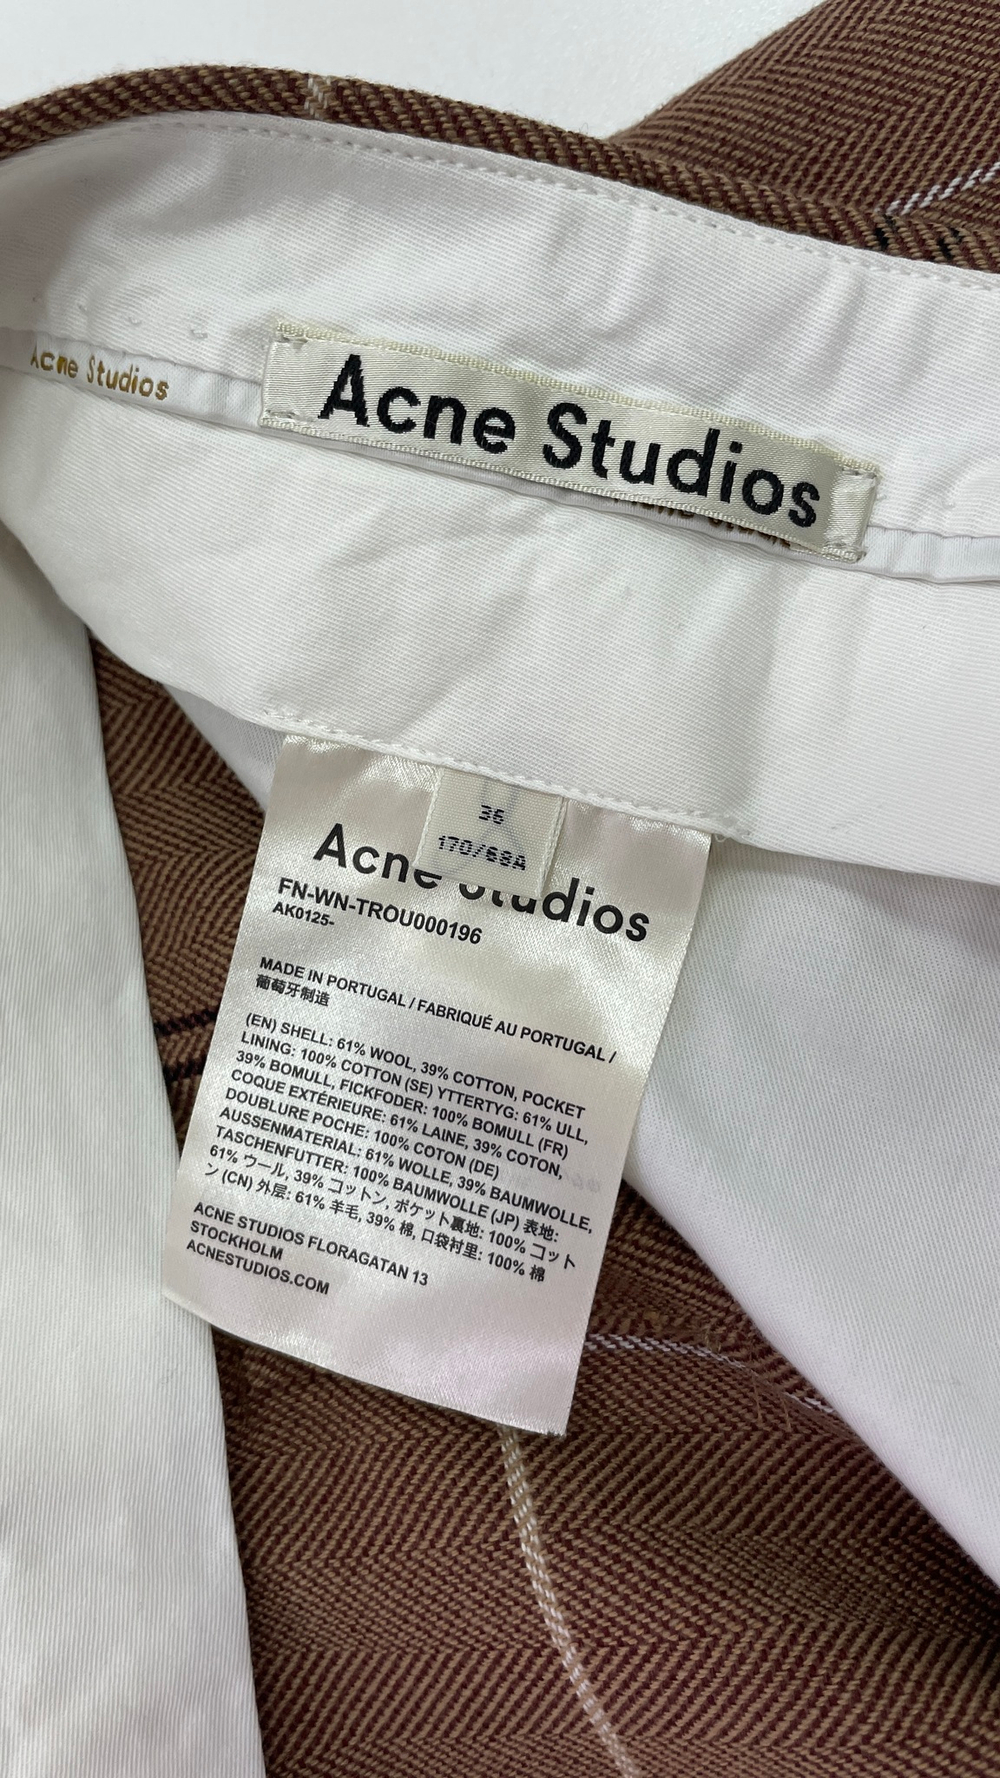 Acne Studios
Acne Studios
36
170/68A
Acne Studios
FN-WN-TROU000196
AK0125-
MADE IN PORTUGAL / FABRIQUÉ AU PORTUGAL /
葡萄牙制造
(EN) SHELL: 61% WOOL, 39% COTTON, POCKET
LINING: 100% COTTON (SE) YTTERTYG: 61% ULL,
39% BOMULL, FICKFODER: 100% BOMULL (FR)
COQUE EXTÉRIEURE: 61% LAINE, 39% COTON,
DOUBLURE POCHE: 100% COTON (DE)
AUSSENMATERIAL: 61% WOLLE, 39% BAUMWOLLE,
TASCHENFUTTER: 100% BAUMWOLLE (JP) 表地:
61% ウール, 39% コットン, ポケット裏地: 100% コット
ン (CN) 外层: 61% 羊毛, 39% 棉, 口袋衬里: 100% 棉
ACNE STUDIOS FLORAGATAN 13
STOCKHOLM
ACNESTUDIOS.COM